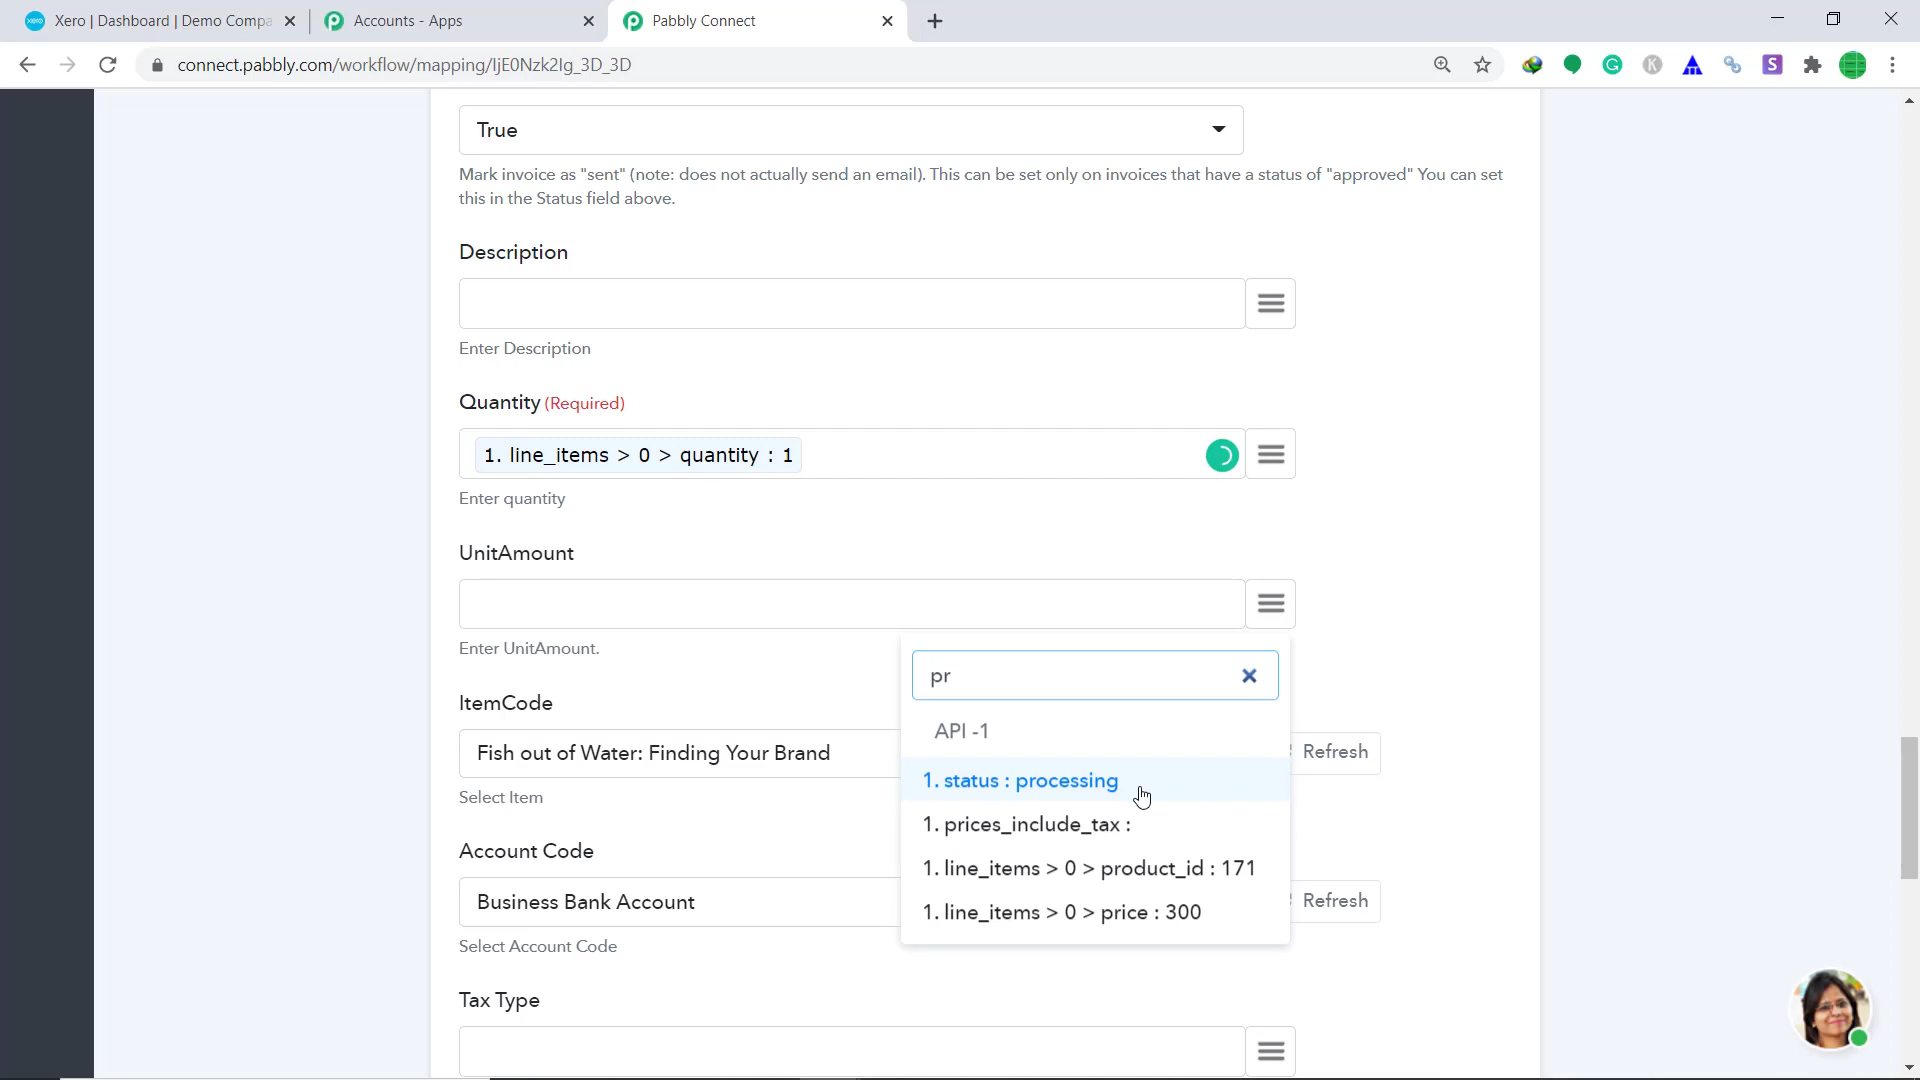 Xero | Dashboard | Demo Compa
Accounts - Apps
Pabbly Connect
connect.pabbly.com/workflow/mapping/IjE0Nzk2Ig_3D_3D
True
Mark invoice as "sent" (note: does not actually send an email). This can be set only on invoices that have a status of "approved" You can set
this in the Status field above.
Description
Enter Description
Quantity (Required)
1. line_items > 0 > quantity : 1
Enter quantity
UnitAmount
Enter UnitAmount.
pr
API -1
1. status : processing
1. prices_include_tax :
1. line_items > 0 > product_id : 171
1. line_items > 0 > price : 300
ItemCode
Fish out of Water: Finding Your Brand
Refresh
Select Item
Account Code
Business Bank Account
Refresh
Select Account Code
Tax Type